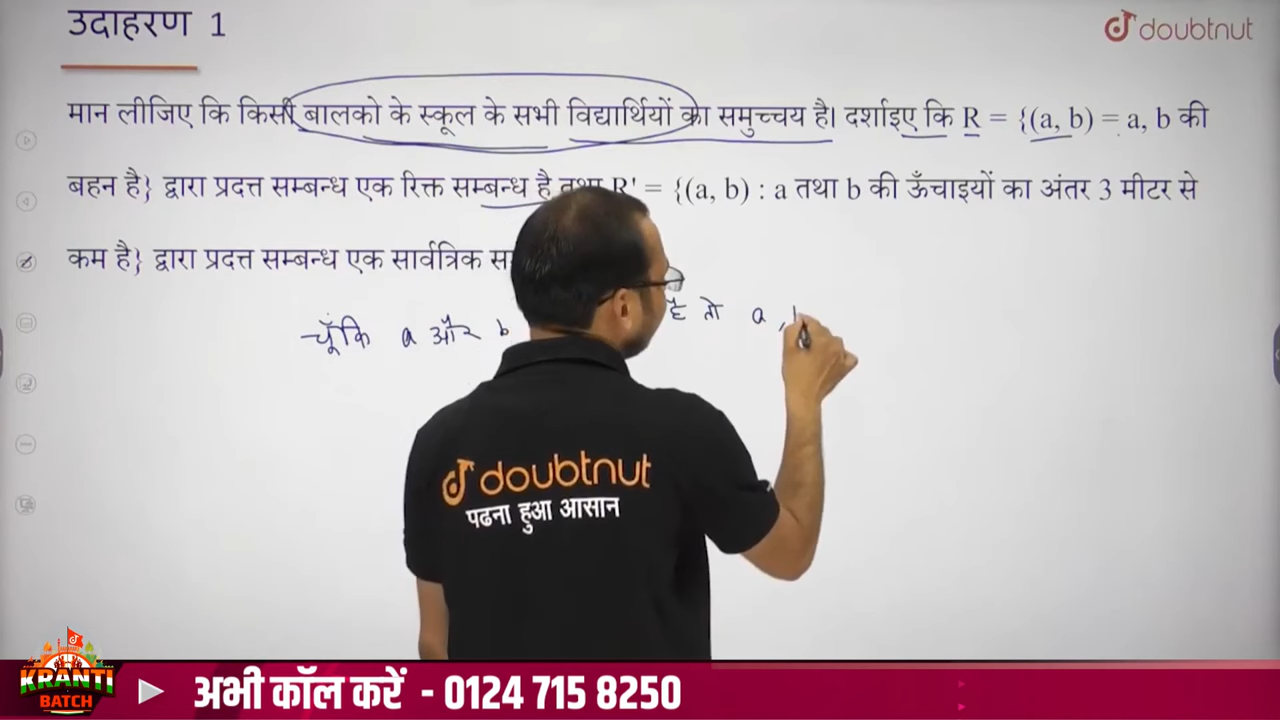 उदाहरण 1
doubtnut
मान लीजिए कि किसी बालको के स्कूल के सभी विद्यार्थियों का समुच्चय है। दर्शाइए कि R = {(a, b) = a, b की
बहन है} द्वारा प्रदत्त सम्बन्ध एक रिक्त सम्बन्ध है तथा R' = {(a, b) : a तथा b की ऊँचाइयों का अंतर 3 मीटर से
कम है} द्वारा प्रदत्त सम्बन्ध एक सार्वत्रिक
चूँकि a और b है तो a ,
doubtnut
पढना हुआ आसान
KRANTI
BATCH
अभी कॉल करें - 0124 715 8250